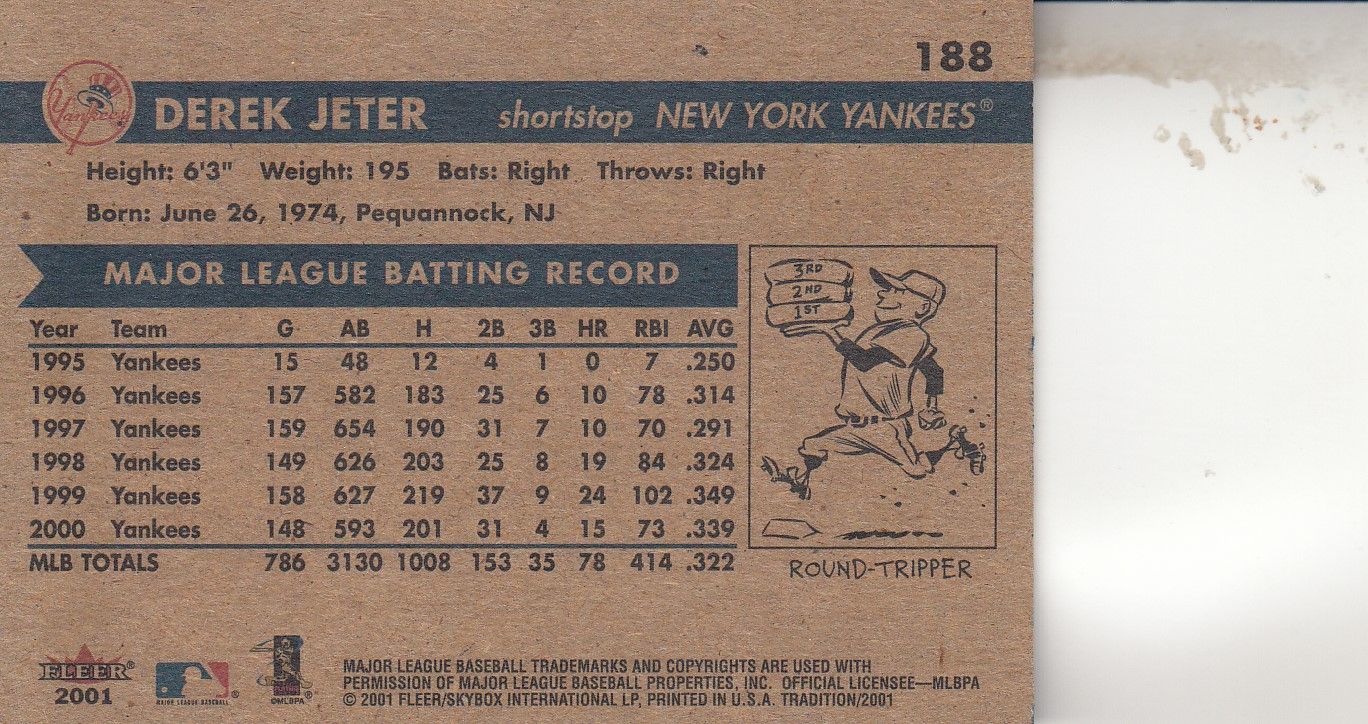 188
Yankees DEREK JETER shortstop NEW YORK YANKEES®
Height: 6'3" Weight: 195 Bats: Right Throws: Right
Born: June 26, 1974, Pequannock, NJ
MAJOR LEAGUE BATTING RECORD
Year Team G AB H 2B 3B HR RBI AVG
1995 Yankees 15 48 12 4 1 0 7 .250
1996 Yankees 157 582 183 25 6 10 78 .314
1997 Yankees 159 654 190 31 7 10 70 .291
1998 Yankees 149 626 203 25 8 19 84 .324
1999 Yankees 158 627 219 37 9 24 102 .349
2000 Yankees 148 593 201 31 4 15 73 .339
MLB TOTALS 786 3130 1008 153 35 78 414 .322
3RD
2ND
1ST
ROUND-TRIPPER
FLEER®
2001
MAJOR LEAGUE BASEBALL ®
©MLBPA ®
MAJOR LEAGUE BASEBALL TRADEMARKS AND COPYRIGHTS ARE USED WITH
PERMISSION OF MAJOR LEAGUE BASEBALL PROPERTIES, INC. OFFICIAL LICENSEE—MLBPA
© 2001 FLEER/SKYBOX INTERNATIONAL LP, PRINTED IN U.S.A. TRADITION/2001